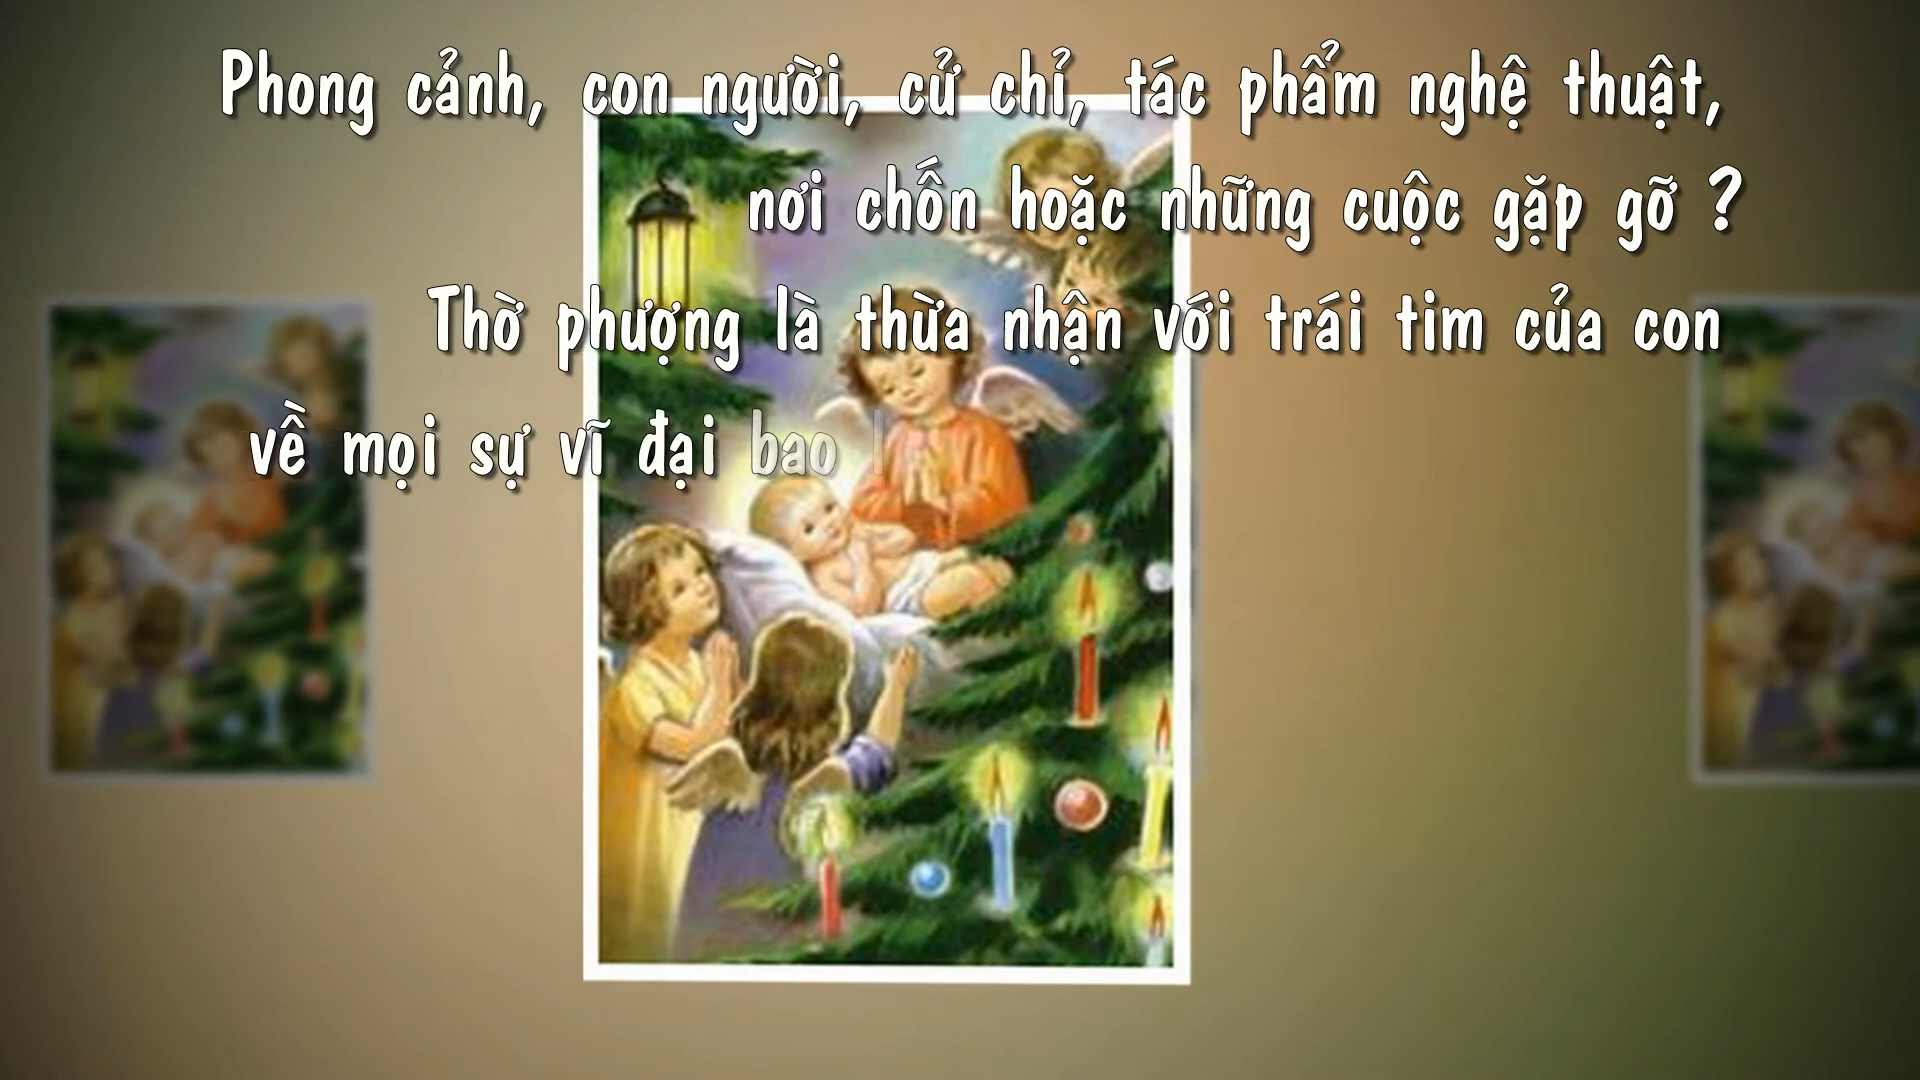 Phong cảnh, con người, cử chỉ, tác phẩm nghệ thuật,
nơi chốn hoặc những cuộc gặp gỡ ?
Thờ phượng là thừa nhận với trái tim của con
về mọi sự vĩ đại bao